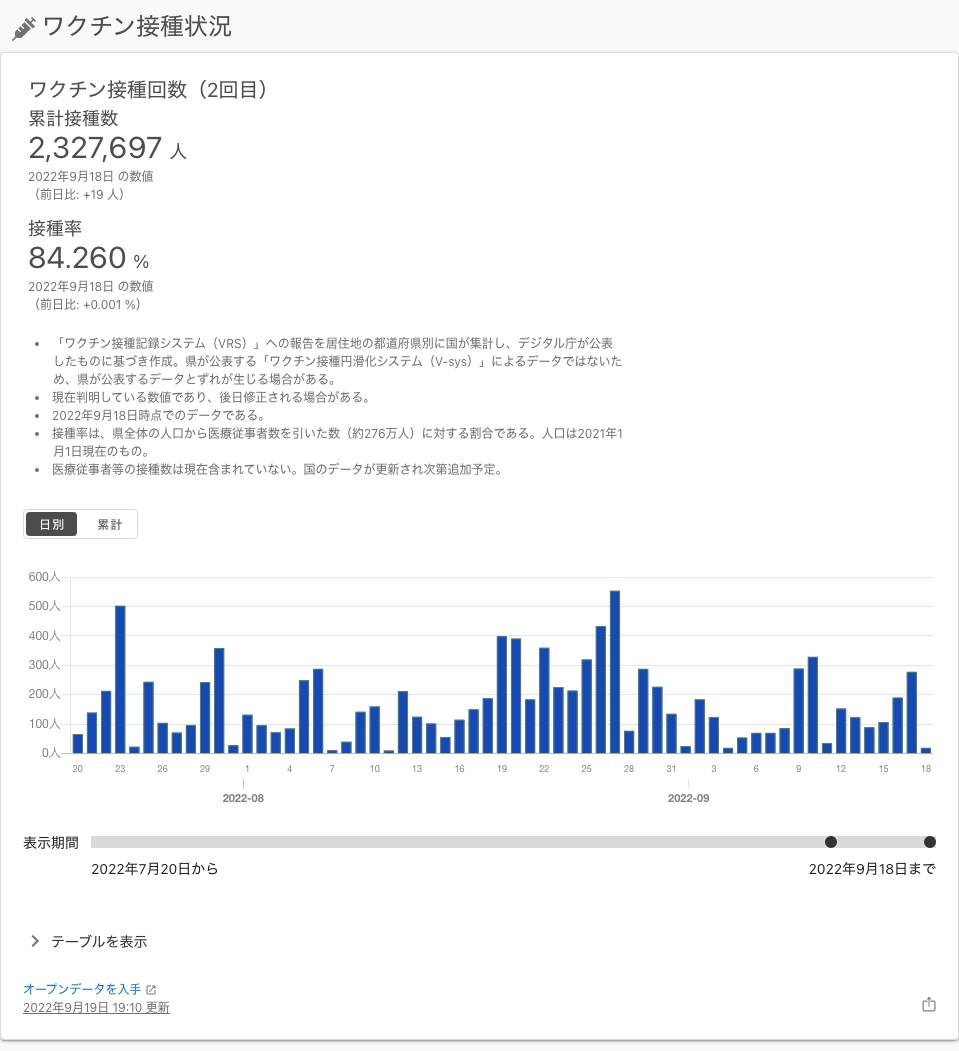 ワクチン接種状況
ワクチン接種回数（2回目）
累計接種数
2,327,697 人
2022年9月18日 の数値
（前日比: +19 人）
接種率
84.260 %
2022年9月18日 の数値
（前日比: +0.001 %）
• 「ワクチン接種記録システム（VRS）」への報告を居住地の都道府県別に国が集計し、デジタル庁が公表
したものに基づき作成。県が公表する「ワクチン接種円滑化システム（V-sys）」によるデータではないた
め、県が公表するデータとずれが生じる場合がある。
• 現在判明している数値であり、後日修正される場合がある。
• 2022年9月18日時点でのデータである。
• 接種率は、県全体の人口から医療従事者数を引いた数（約276万人）に対する割合である。人口は2021年1
月1日現在のもの。
• 医療従事者等の接種数は現在含まれていない。国のデータが更新され次第追加予定。
日別 累計
600人
500人
400人
300人
200人
100人
0人
20 23 26 29 1 4 7 10 13 16 19 22 25 28 31 3 6 9 12 15 18
2022-08 2022-09
表示期間
2022年7月20日から 2022年9月18日まで
テーブルを表示
オープンデータを入手
2022年9月19日 19:10 更新